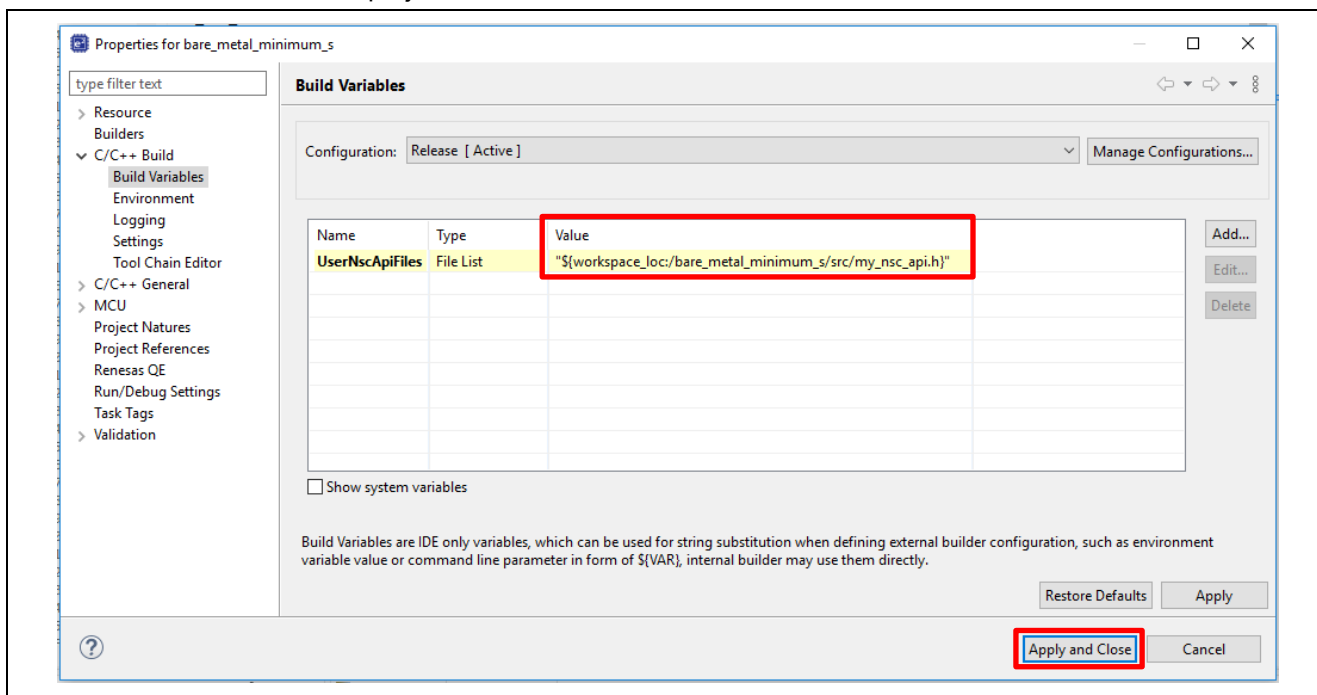 Properties for bare_metal_minimum_s
type filter text
Build Variables
Resource
Builders
C/C++ Build
Build Variables
Environment
Logging
Settings
Tool Chain Editor
C/C++ General
MCU
Project Natures
Project References
Renesas QE
Run/Debug Settings
Task Tags
Validation
Configuration: Release [ Active ] Manage Configurations...
Name Type Value
UserNscApiFiles File List "${workspace_loc:/bare_metal_minimum_s/src/my_nsc_api.h}"
Add...
Edit...
Delete
Show system variables
Build Variables are IDE only variables, which can be used for string substitution when defining external builder configuration, such as environment
variable value or command line parameter in form of ${VAR}, internal builder may use them directly.
Restore Defaults Apply
? Apply and Close Cancel